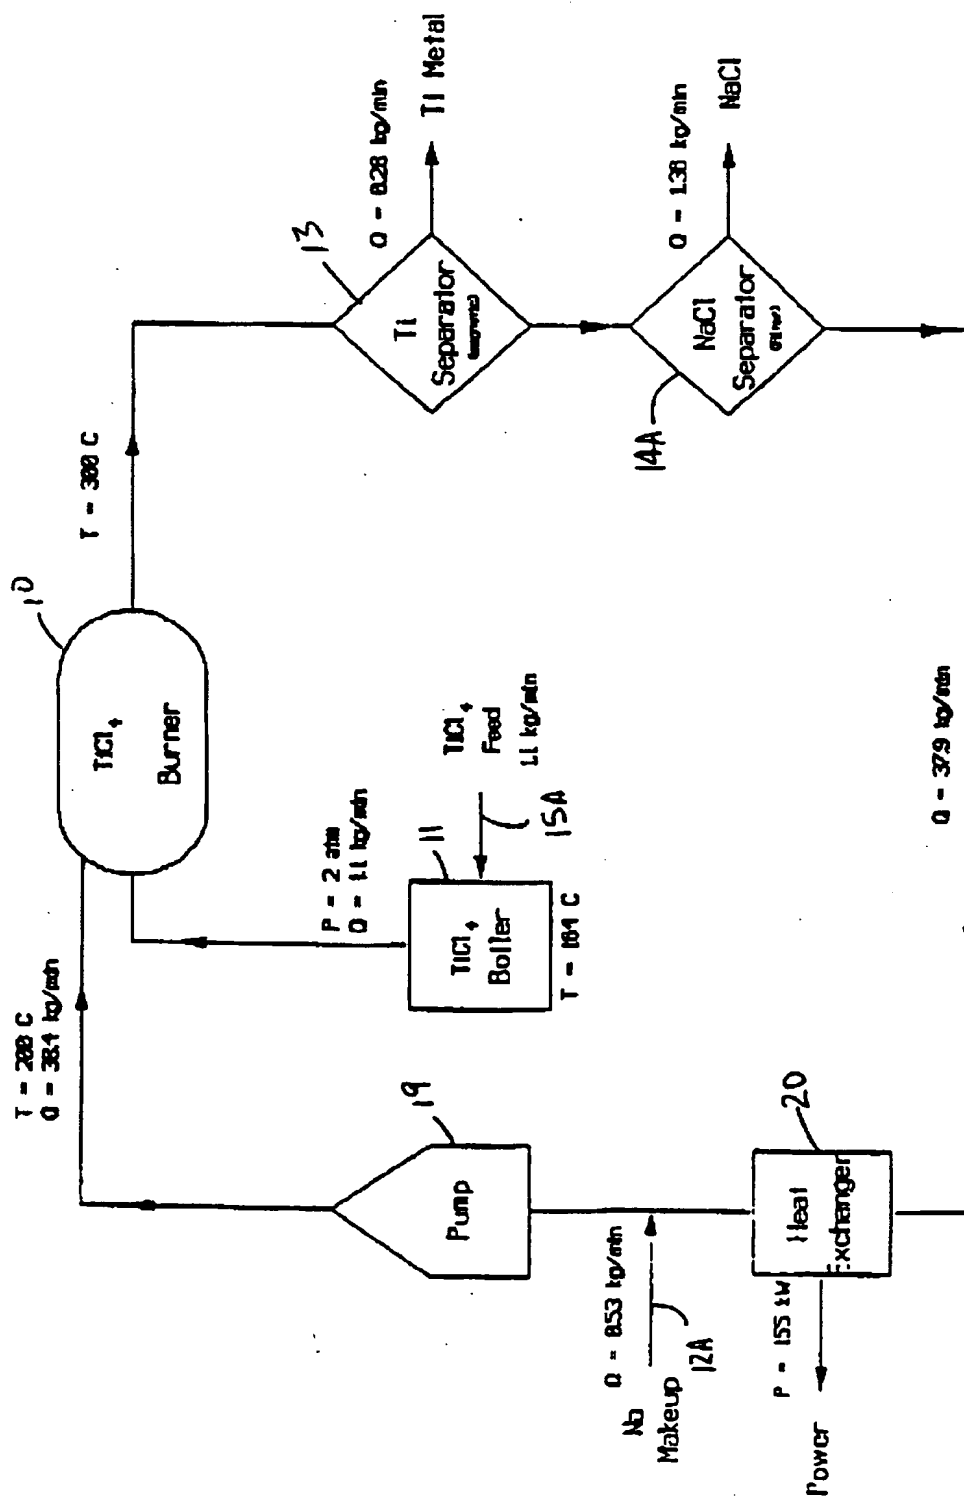 T = 200 C
Q = 38.4 kg/min
10
TiCl4
Burner
T = 300 C
13
Ti
Separator
Q = 0.28 kg/min
Ti Metal
14A
NaCl
Separator
(Filter)
Q = 1.38 kg/min
NaCl
P = 2 atm
Q = 1.1 kg/min
11
TiCl4
Boiler
T = 164 C
TiCl4
Feed
1.1 kg/min
15A
19
Pump
Q = 0.53 kg/min
Na
Makeup
12A
20
Heat
Exchanger
P = 155 kW
Power
Q = 37.9 kg/min